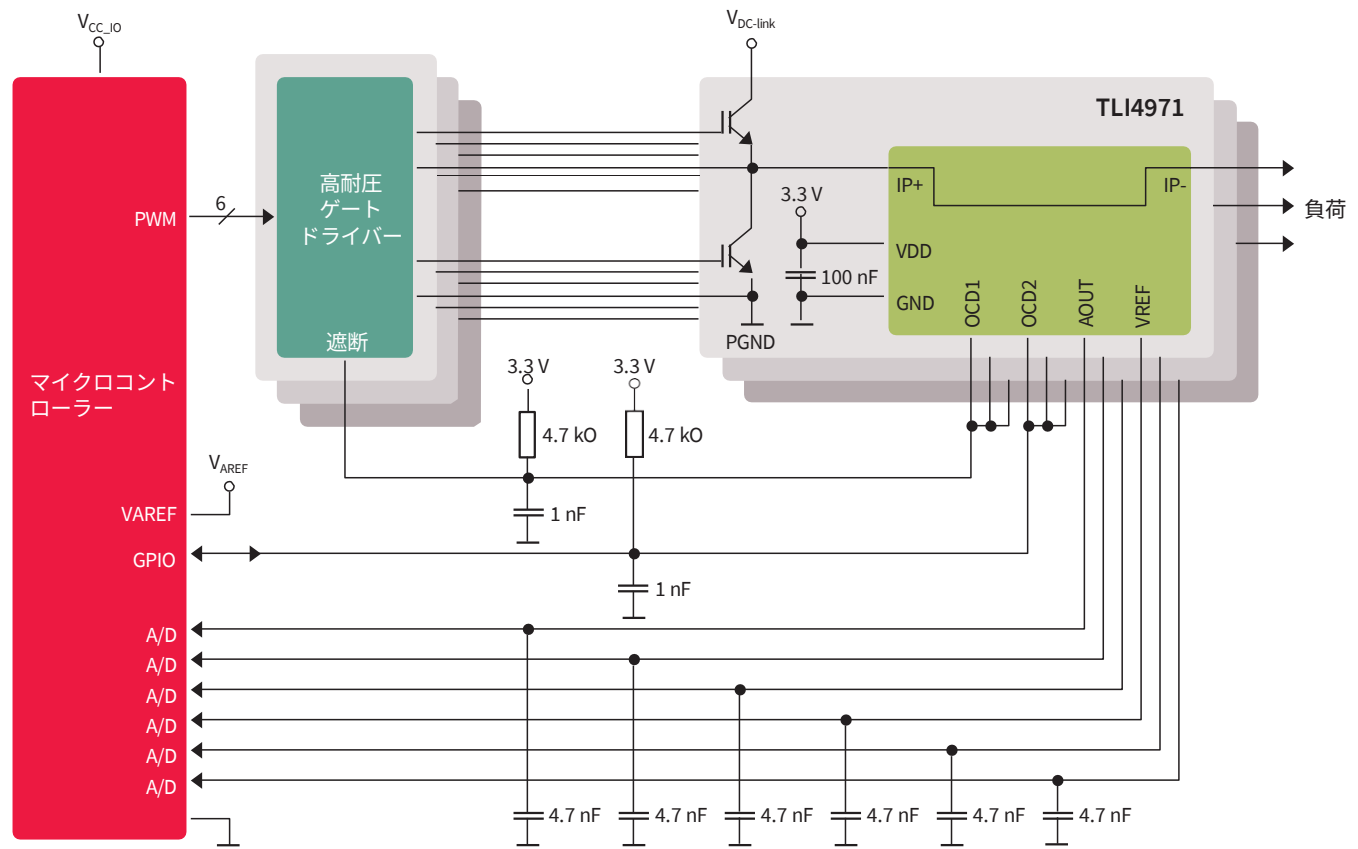 VCC_IO
VDC-link
TLI4971
高耐圧
ゲート
ドライバー
遮断
PWM
6
マイクロコント
ローラー
VAREF
VAREF
GPIO
A/D
A/D
A/D
A/D
A/D
A/D
3.3 V
100 nF
PGND
IP+
IP-
VDD
GND
OCD1
OCD2
AOUT
VREF
負荷
3.3 V
3.3 V
4.7 kO
4.7 kO
1 nF
1 nF
4.7 nF
4.7 nF
4.7 nF
4.7 nF
4.7 nF
4.7 nF